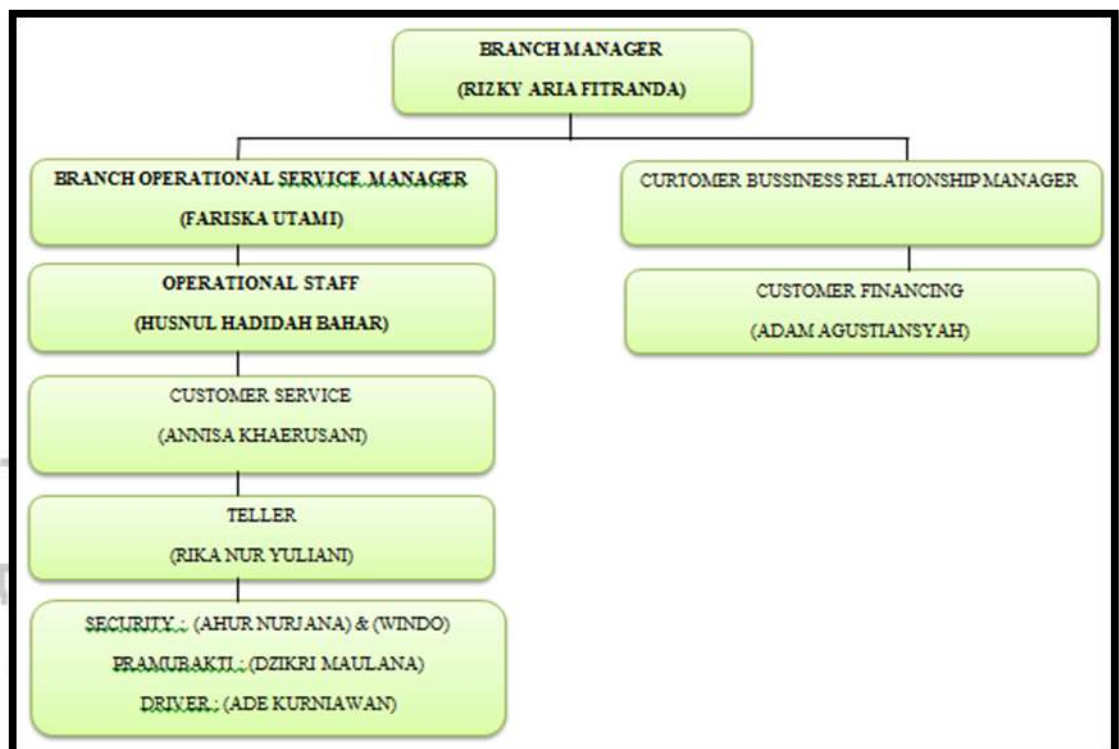 BRANCH MANAGER
(RIZKY ARIA FITRANDA)
BRANCH OPERATIONAL SERVICE MANAGER
(FARISKA UTAMI)
OPERATIONAL STAFF
(HUSNUL HADIDAH BAHAR)
CUSTOMER SERVICE
(ANNISA KHAERUSANI)
TELLER
(RIKA NUR YULIANI)
SECURITY : (AHUR NURJANA) & (WINDO)
PRAMUBAKTI : (DZIKRI MAULANA)
DRIVER : (ADE KURNIAWAN)
CURTOMER BUSSINESS RELATIONSHIP MANAGER
CUSTOMER FINANCING
(ADAM AGUSTIANSYAH)